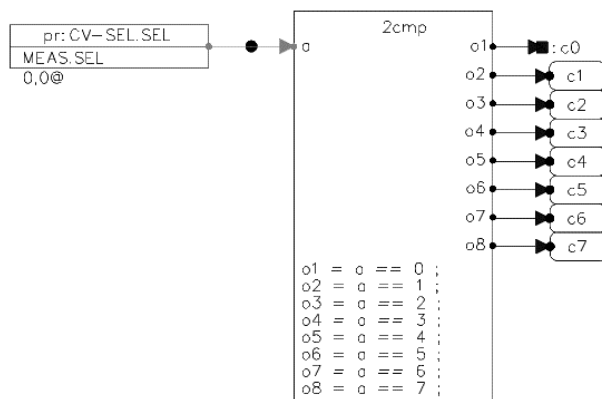 pr: CV-SEL.SEL
MEAS.SEL
0,0@
2cmp
a
o1
:c0
o2
c1
o3
c2
o4
c3
o5
c4
o6
c5
o7
c6
o8
c7
o1 = a == 0 ;
o2 = a == 1 ;
o3 = a == 2 ;
o4 = a == 3 ;
o5 = a == 4 ;
o6 = a == 5 ;
o7 = a == 6 ;
o8 = a == 7 ;